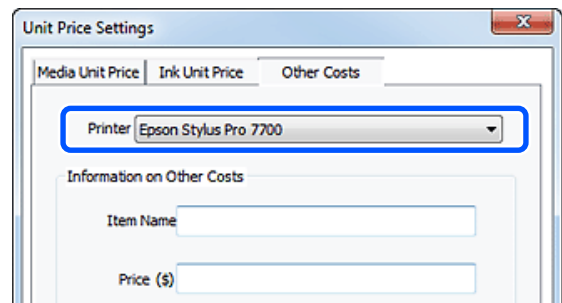 Unit Price Settings
Media Unit Price Ink Unit Price Other Costs
Printer Epson Stylus Pro 7700
Information on Other Costs
Item Name
Price ($)